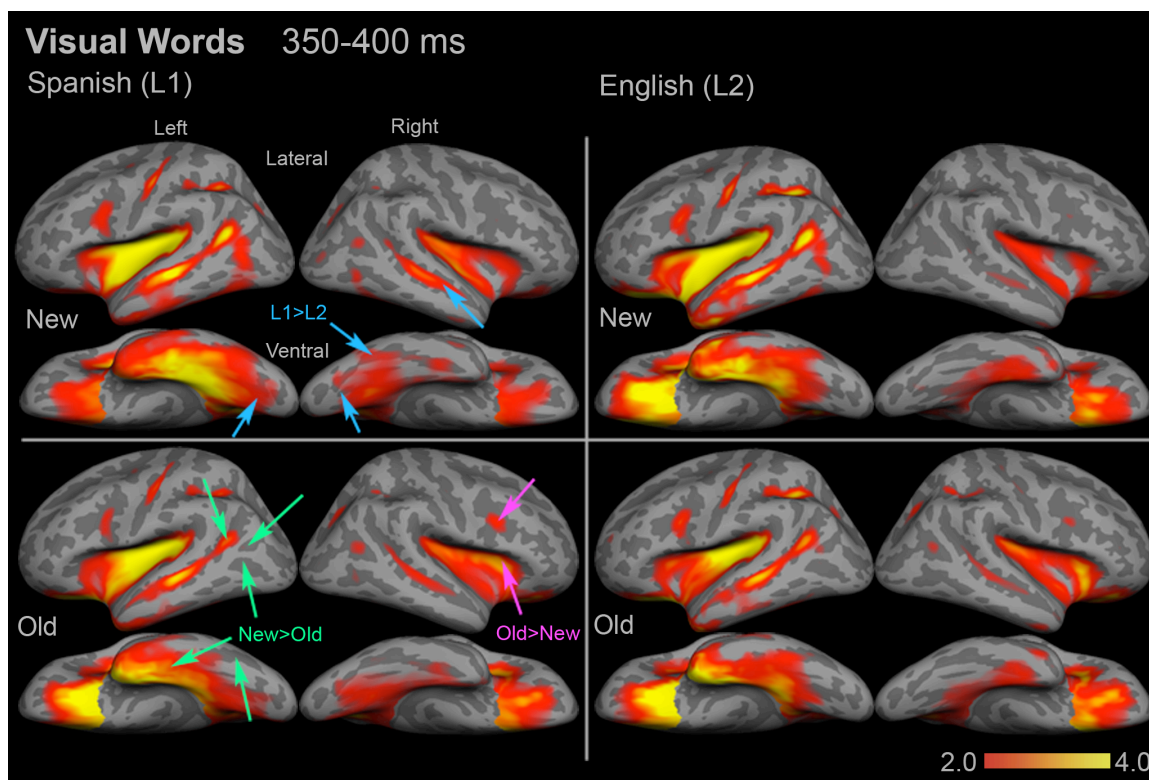 Visual Words 350-400 ms
Spanish (L1)
English (L2)
Left
Right
Lateral
New
L1>L2
Ventral
New
Old
New>Old
Old>New
Old
2.0
4.0